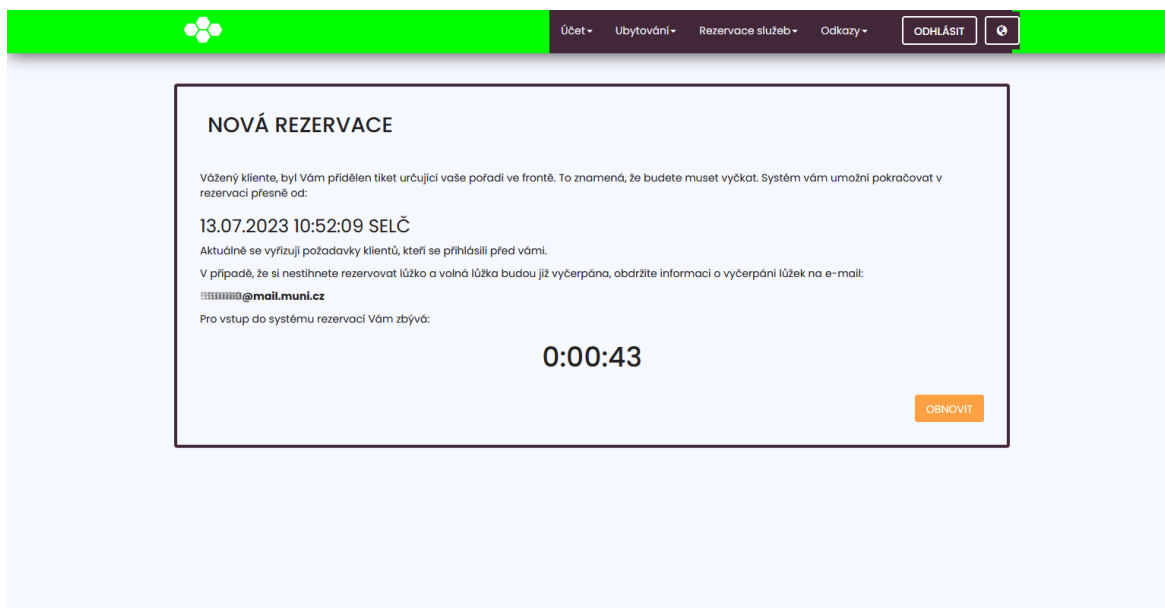 Účet Ubytování Rezervace služeb Odkazy ODHLÁSIT
NOVÁ REZERVACE
Vážený kliente, byl Vám přidělen tiket určující vaše pořadí ve frontě. To znamená, že budete muset vyčkat. Systém vám umožní pokračovat v
rezervaci přesně od:
13.07.2023 10:52:09 SELČ
Aktuálně se vyřizují požadavky klientů, kteří se přihlásili před vámi.
V případě, že si nestihnete rezervovat lůžko a volná lůžka budou již vyčerpána, obdržíte informaci o vyčerpání lůžek na e-mail:
@mail.muni.cz
Pro vstup do systému rezervací Vám zbývá:
0:00:43
OBNOVIT